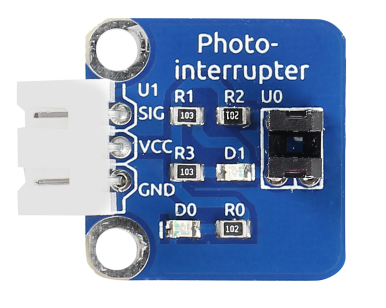 Photo-
interrupter
U1
R1 R2 U0
SIG
103 102
VCC
R3 D1
103
GND
D0 R0
102